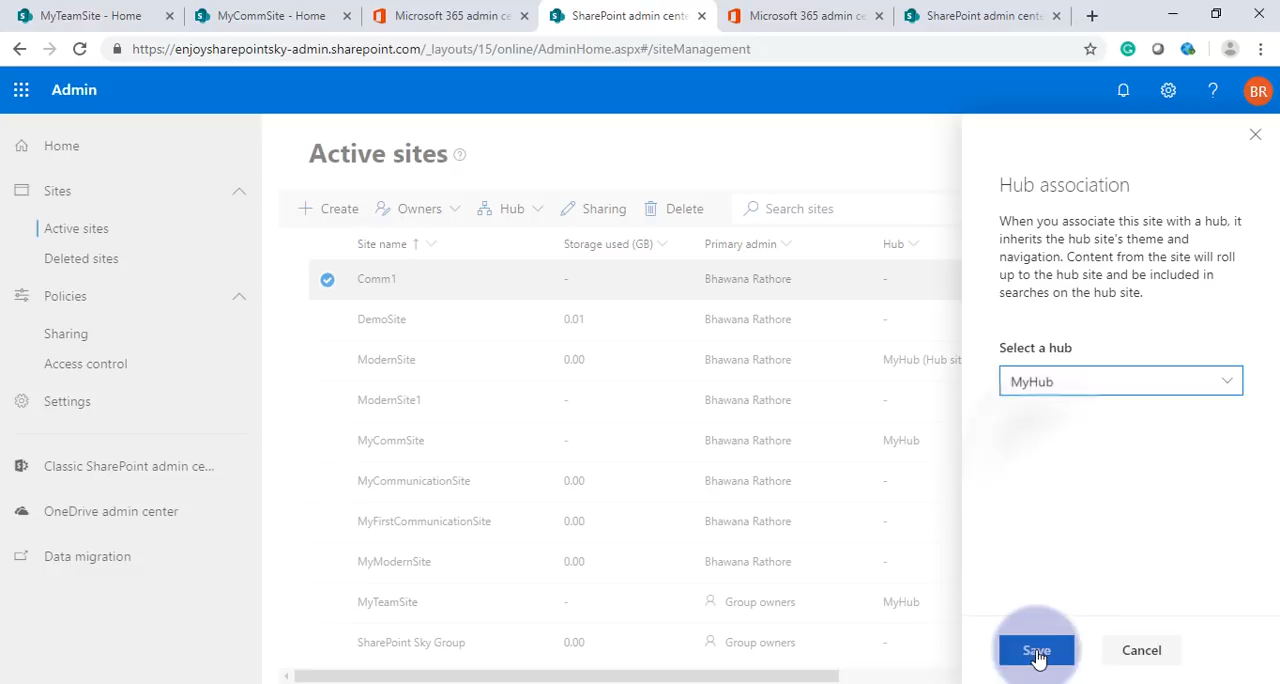 MyTeamSite - Home
MyCommSite - Home
Microsoft 365 admin ce
SharePoint admin cente
Microsoft 365 admin ce
SharePoint admin cente
https://enjoysharepointsky-admin.sharepoint.com/_layouts/15/online/AdminHome.aspx#/siteManagement
Admin
BR
Home
Sites
Active sites
Deleted sites
Policies
Sharing
Access control
Settings
Classic SharePoint admin ce...
OneDrive admin center
Data migration
Active sites
Create Owners Hub Sharing Delete Search sites
Site name Storage used (GB) Primary admin Hub
Comm1 - Bhawana Rathore -
DemoSite 0.01 Bhawana Rathore -
ModernSite 0.00 Bhawana Rathore MyHub (Hub sit
ModernSite1 - Bhawana Rathore -
MyCommSite - Bhawana Rathore MyHub
MyCommunicationSite 0.00 Bhawana Rathore -
MyFirstCommunicationSite 0.00 Bhawana Rathore -
MyModernSite 0.00 Bhawana Rathore -
MyTeamSite - Group owners MyHub
SharePoint Sky Group 0.00 Group owners -
Hub association
When you associate this site with a hub, it
inherits the hub site's theme and
navigation. Content from the site will roll
up to the hub site and be included in
searches on the hub site.
Select a hub
MyHub
Save
Cancel